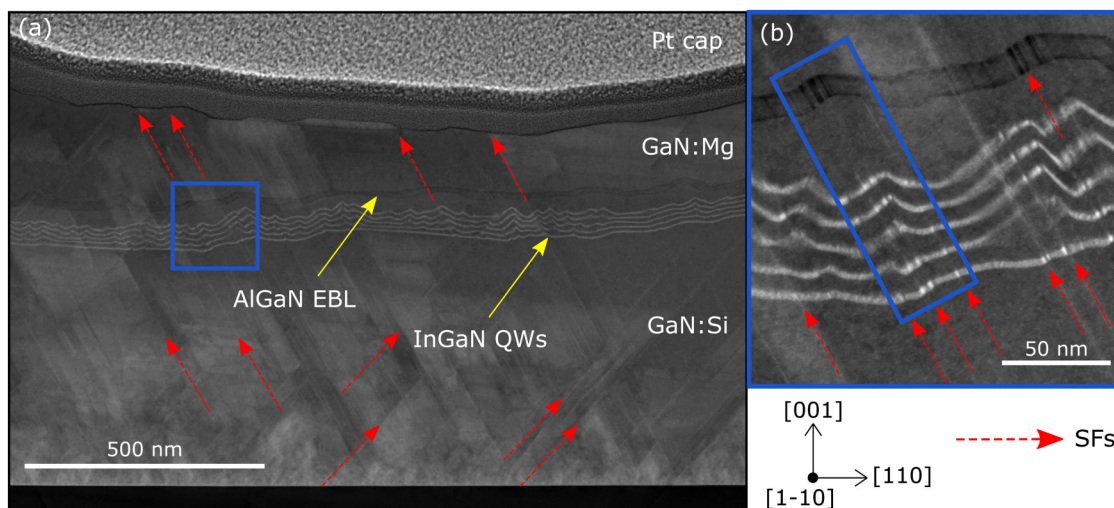 (a)
Pt cap
GaN:Mg
AlGaN EBL
InGaN QWs
GaN:Si
500 nm
(b)
50 nm
[001]
[110]
[1-10]
SFs